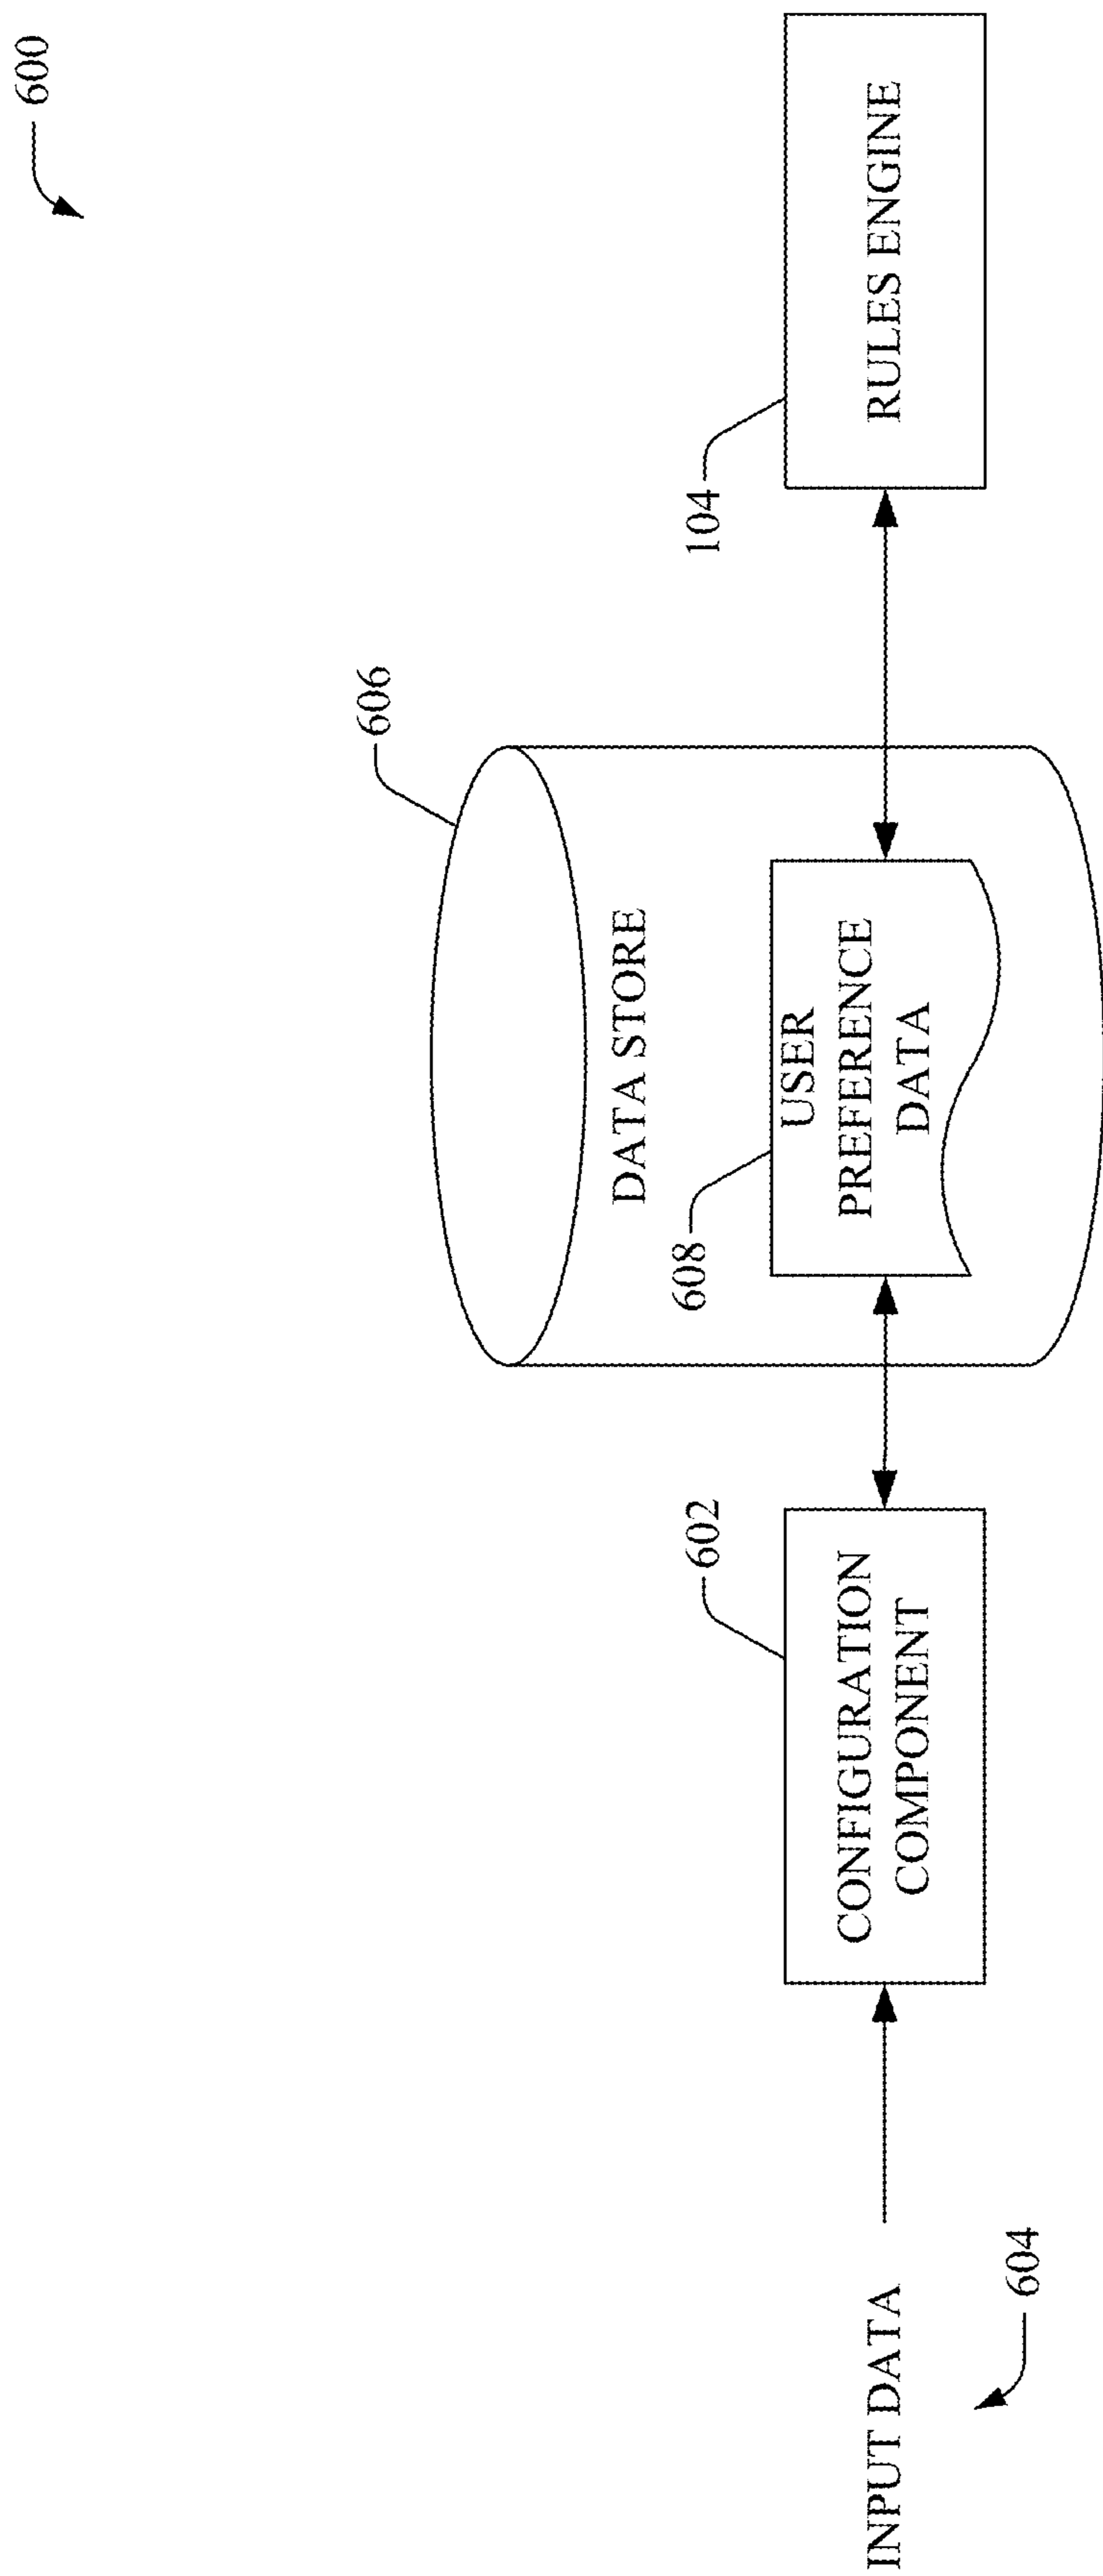 600
606
DATA STORE
608
USER
PREFERENCE
DATA
602
CONFIGURATION
COMPONENT
104
RULES ENGINE
INPUT DATA
604